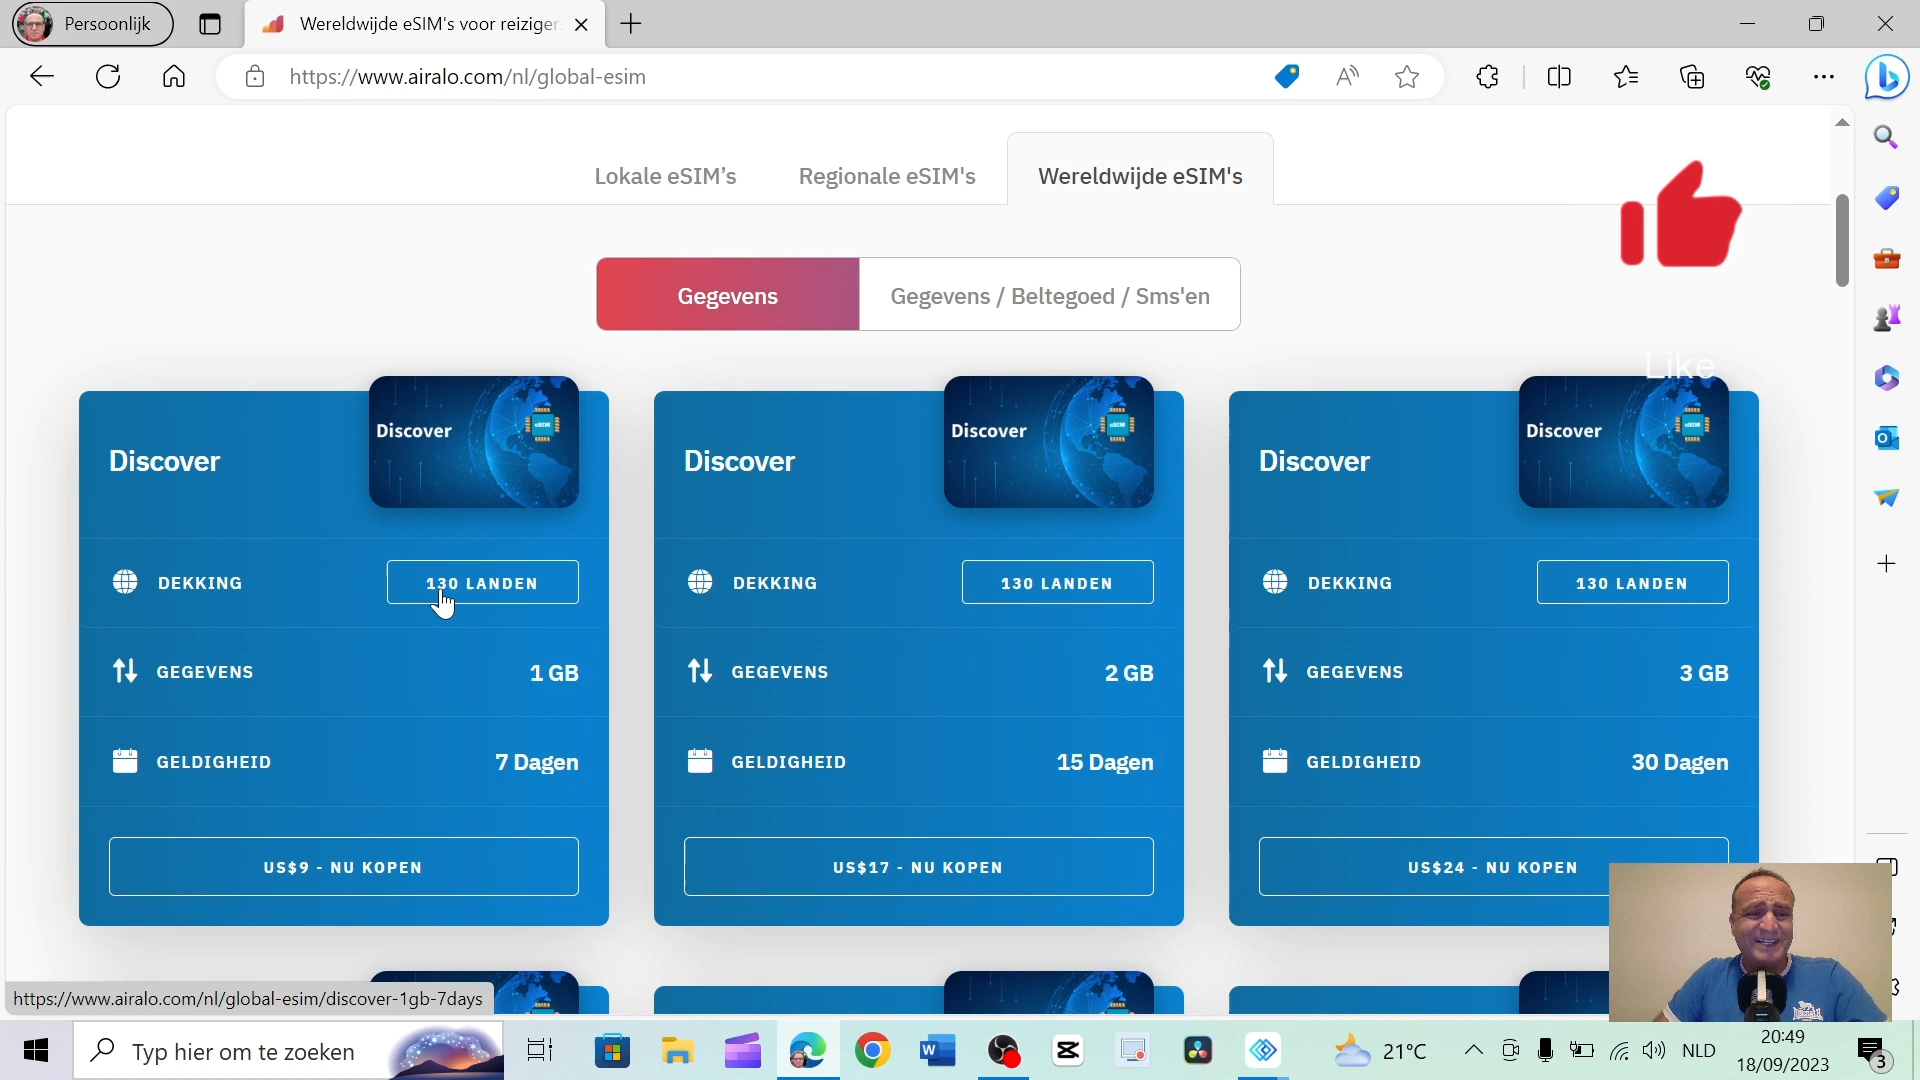 Persoonlijk
Wereldwijde eSIM's voor reiziger
https://www.airalo.com/nl/global-esim
Lokale eSIM’s
Regionale eSIM's
Wereldwijde eSIM's
Gegevens
Gegevens / Beltegoed / Sms'en
Like
Discover
Discover
eSIM
DEKKING
130 LANDEN
GEGEVENS
1 GB
GELDIGHEID
7 Dagen
US$9 - NU KOPEN
Discover
Discover
eSIM
DEKKING
130 LANDEN
GEGEVENS
2 GB
GELDIGHEID
15 Dagen
US$17 - NU KOPEN
Discover
Discover
eSIM
DEKKING
130 LANDEN
GEGEVENS
3 GB
GELDIGHEID
30 Dagen
US$24 - NU KOPEN
https://www.airalo.com/nl/global-esim/discover-1gb-7days
Typ hier om te zoeken
21°C
NLD
20:49
18/09/2023
3